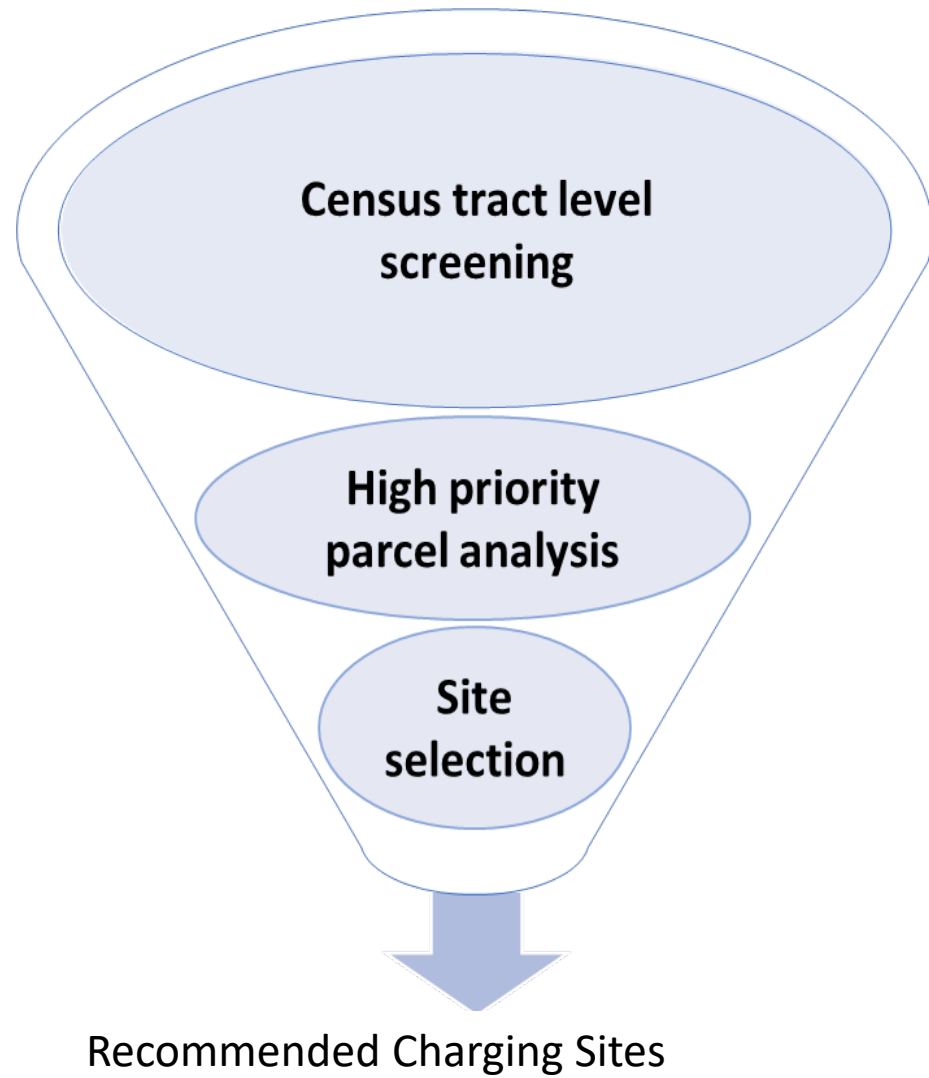 Census tract level
screening
High priority
parcel analysis
Site
selection
Recommended Charging Sites